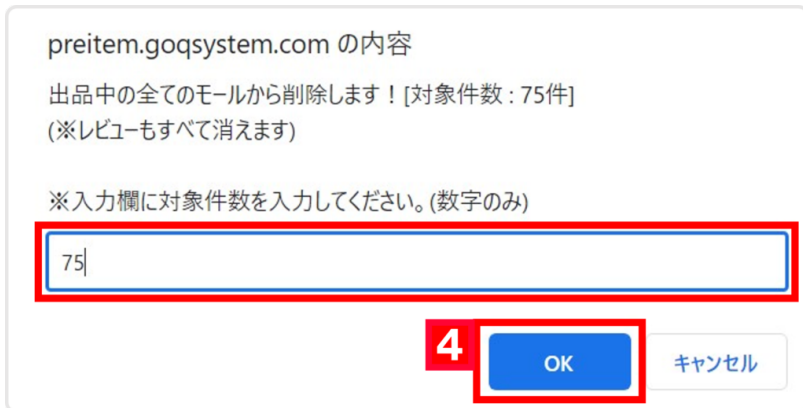 preitem.goqsystem.com の内容
出品中の全てのモールから削除します！[対象件数 : 75件]
(※レビューもすべて消えます)
※入力欄に対象件数を入力してください。(数字のみ)
75
4
OK
キャンセル